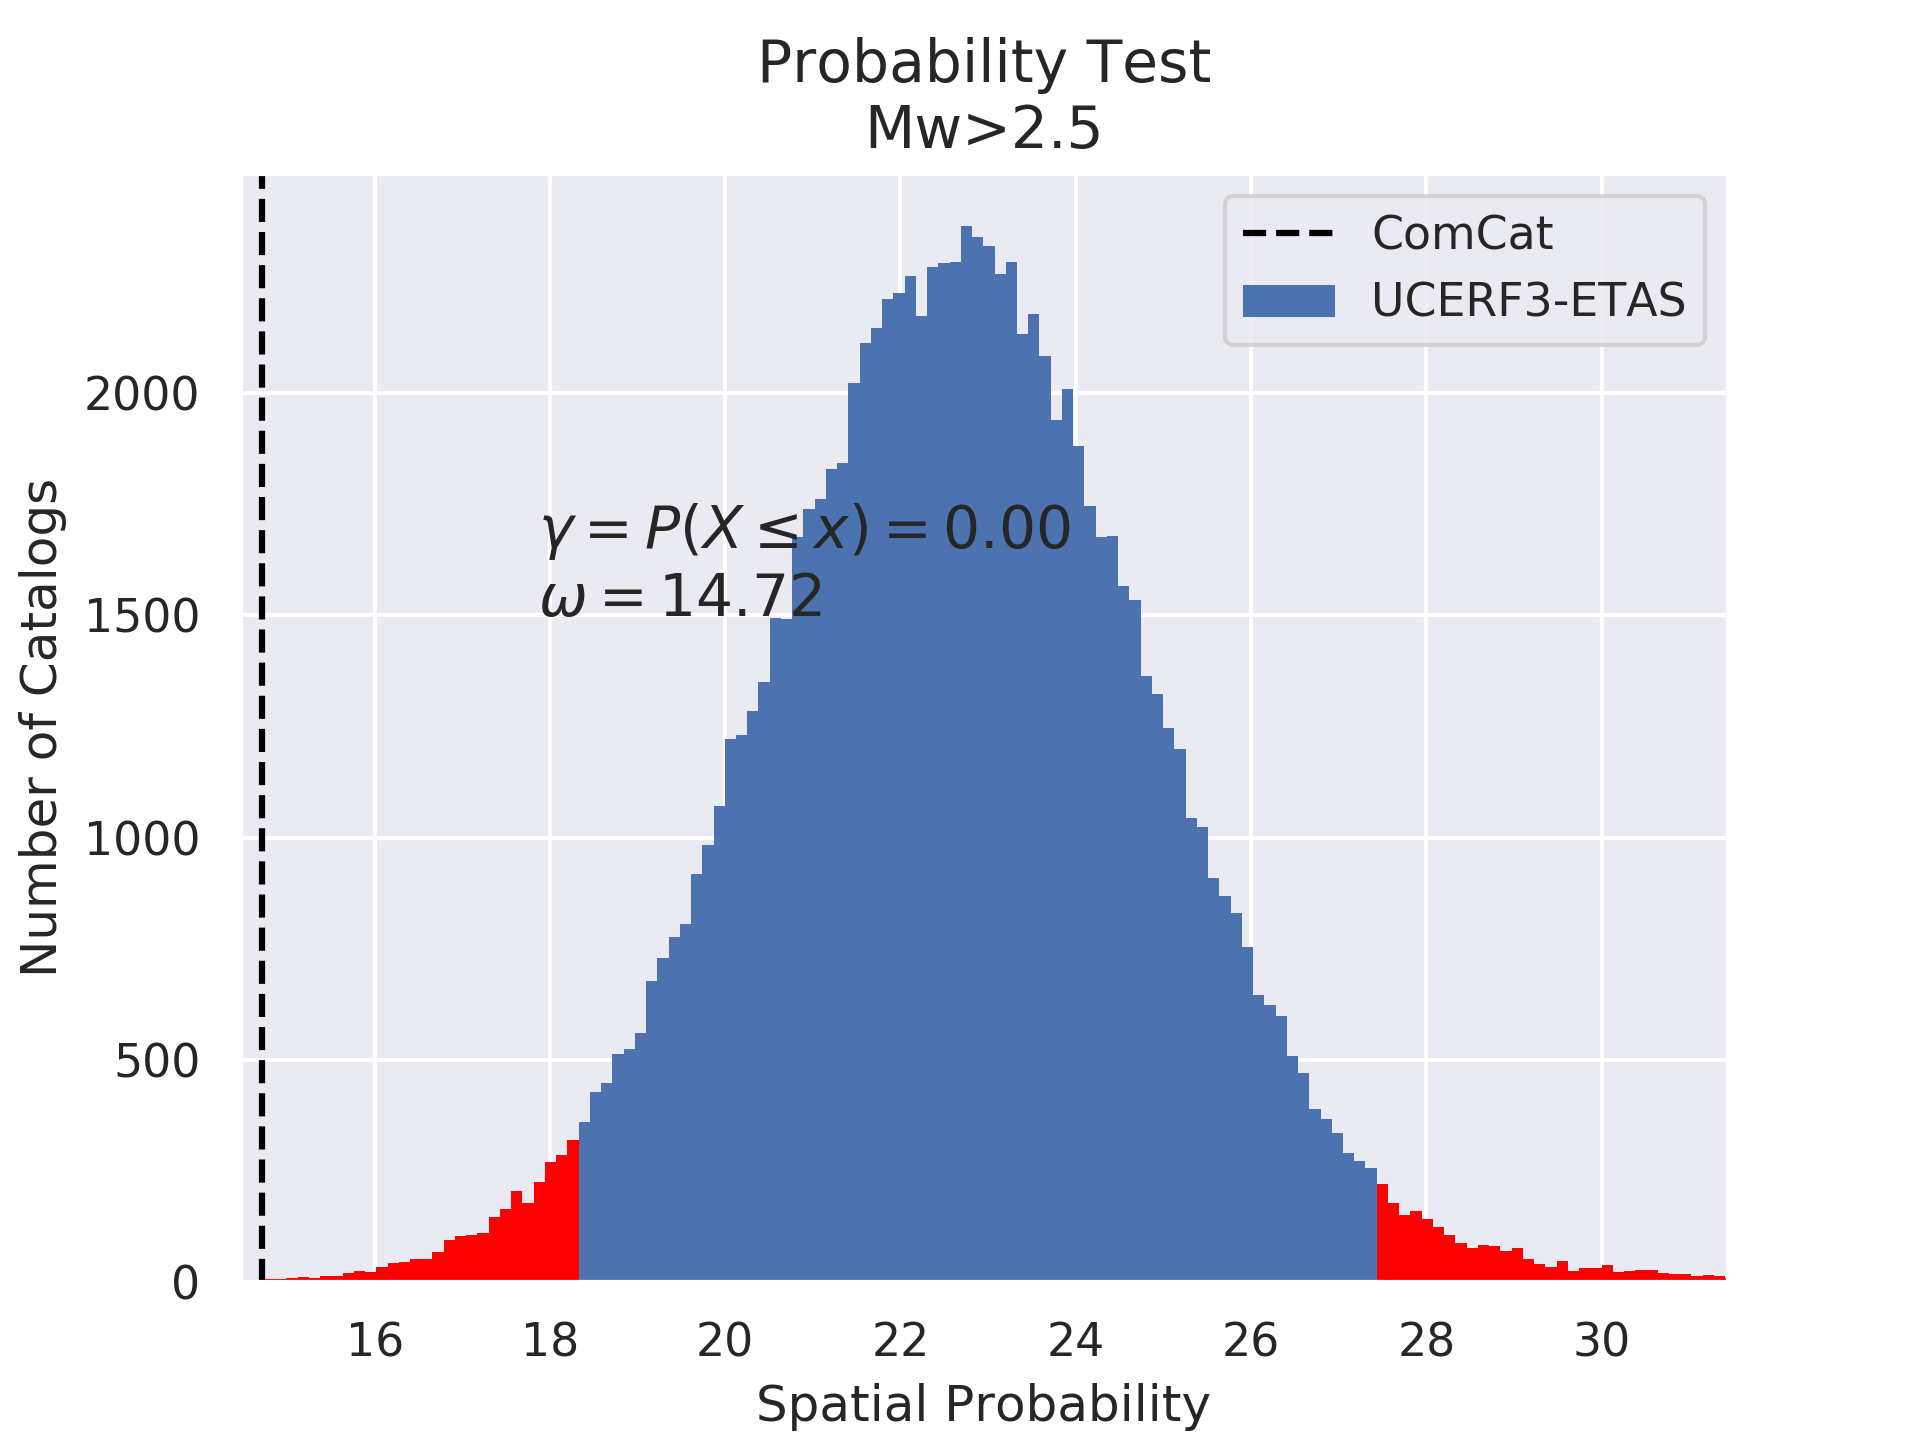 Probability Test
Mw>2.5
ComCat
UCERF3-ETAS
γ = P(X ≤ x) = 0.00
ω = 14.72
Number of Catalogs
2000
1500
1000
500
0
16 18 20 22 24 26 28 30
Spatial Probability